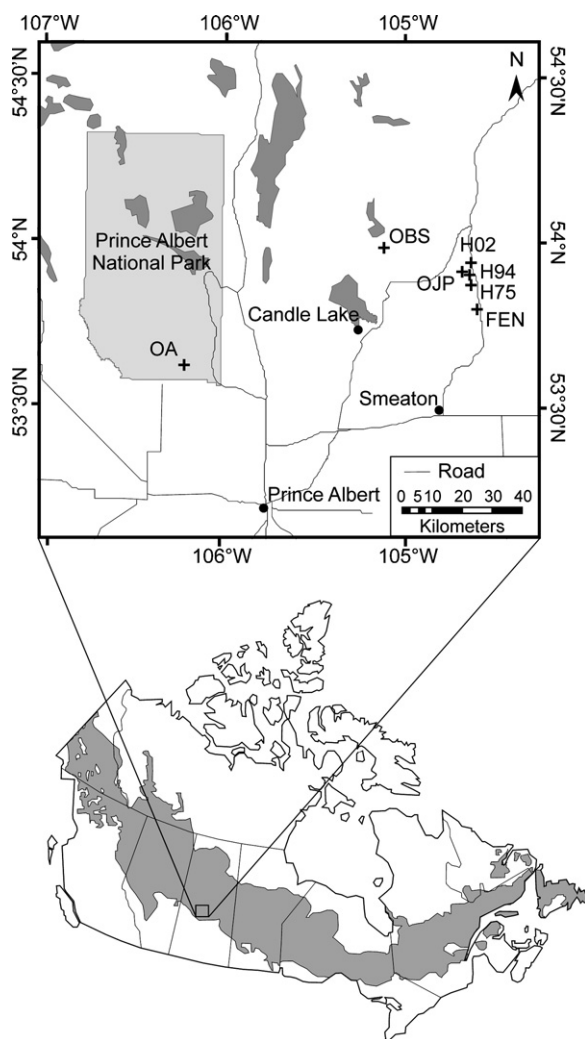 107°W
106°W
105°W
54°30'N
54°30'N
N
54°N
54°N
OBS
H02
Prince Albert
National Park
OJP
H94
H75
Candle Lake
FEN
OA
Smeaton
53°30'N
53°30'N
Road
Prince Albert
0 5 10 20 30 40
Kilometers
106°W
105°W